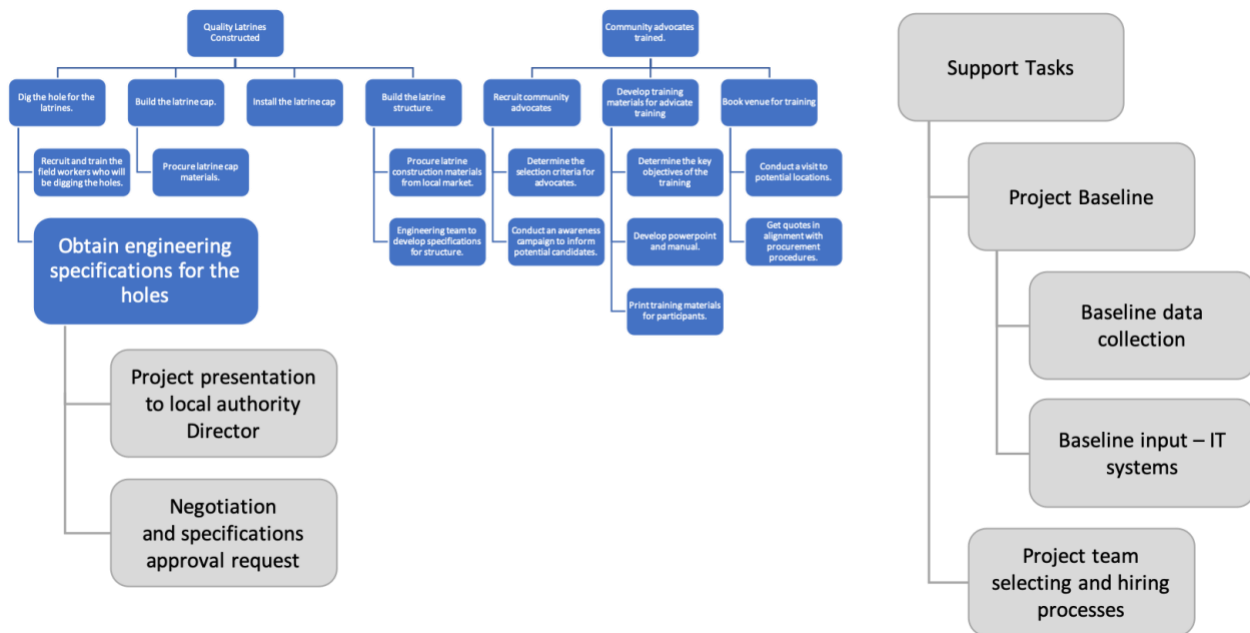 Quality Latrines
Constructed
Community advocates
trained.
Support Tasks
Dig the hole for the
latrines.
Build the latrine cap.
Install the latrine cap
Build the latrine
structure.
Recruit community
advocates
Develop training
materials for advicate
training
Book venue for training
Recruit and train the
field workers who will
be digging the holes.
Procure latrine cap
materials.
Procure latrine
construction materials
from local market.
Determine the
selection criteria for
advocates.
Determine the key
objectives of the
training
Conduct a visit to
potential locations.
Project Baseline
Obtain engineering
specifications for the
holes
Engineering team to
develop specifications
for structure.
Conduct an awareness
campaign to inform
potential candidates.
Develop powerpoint
and manual.
Get quotes in
alignment with
procurement
procedures.
Print training materials
for participants.
Baseline data
collection
Project presentation
to local authority
Director
Baseline input – IT
systems
Negotiation
and specifications
approval request
Project team
selecting and hiring
processes